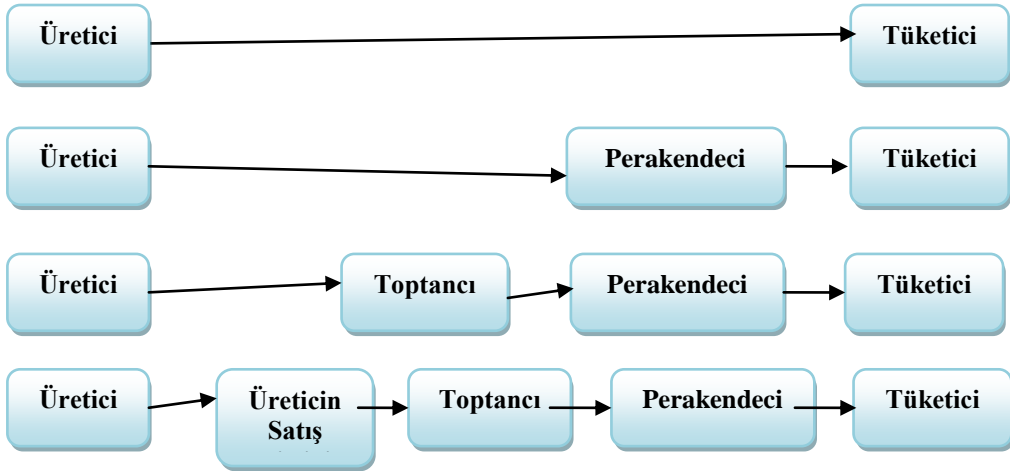 Üretici Tüketici
Üretici Perakendeci Tüketici
Üretici Toptancı Perakendeci Tüketici
Üretici Üreticin Toptancı Perakendeci Tüketici
Satış